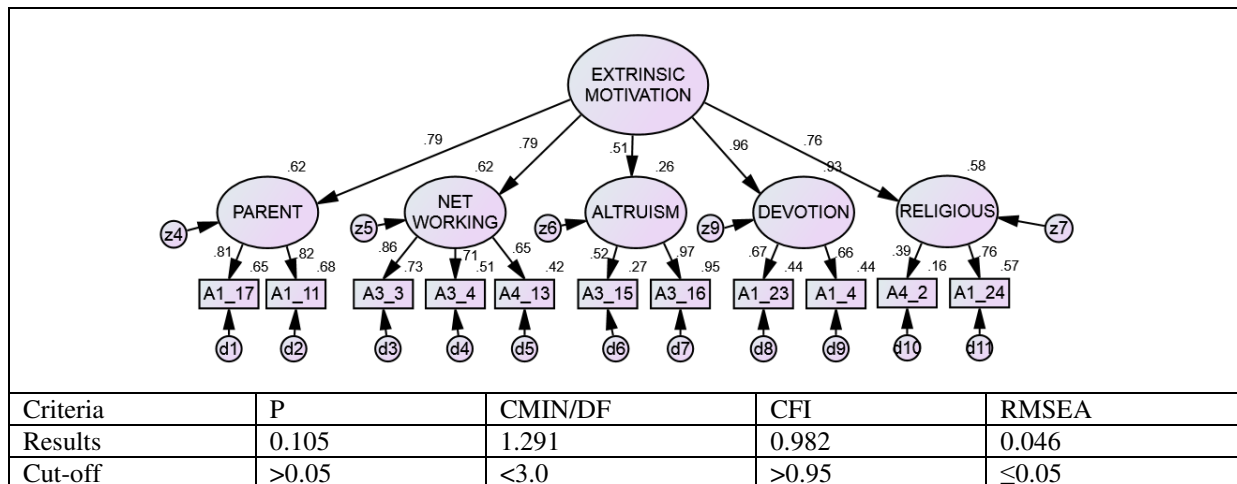 EXTRINSIC
MOTIVATION
.79
.79
.51
.96
.76
.62
.62
.26
.93
.58
PARENT
NET
WORKING
ALTRUISM
DEVOTION
RELIGIOUS
z4
z5
z6
z9
z7
.81
.82
.86
.71
.65
.52
.97
.67
.66
.39
.76
.65
.68
.73
.51
.42
.27
.95
.44
.44
.16
.57
A1_17
A1_11
A3_3
A3_4
A4_13
A3_15
A3_16
A1_23
A1_4
A4_2
A1_24
d1
d2
d3
d4
d5
d6
d7
d8
d9
d10
d11
Criteria P CMIN/DF CFI RMSEA
Results 0.105 1.291 0.982 0.046
Cut-off >0.05 <3.0 >0.95 ≤0.05